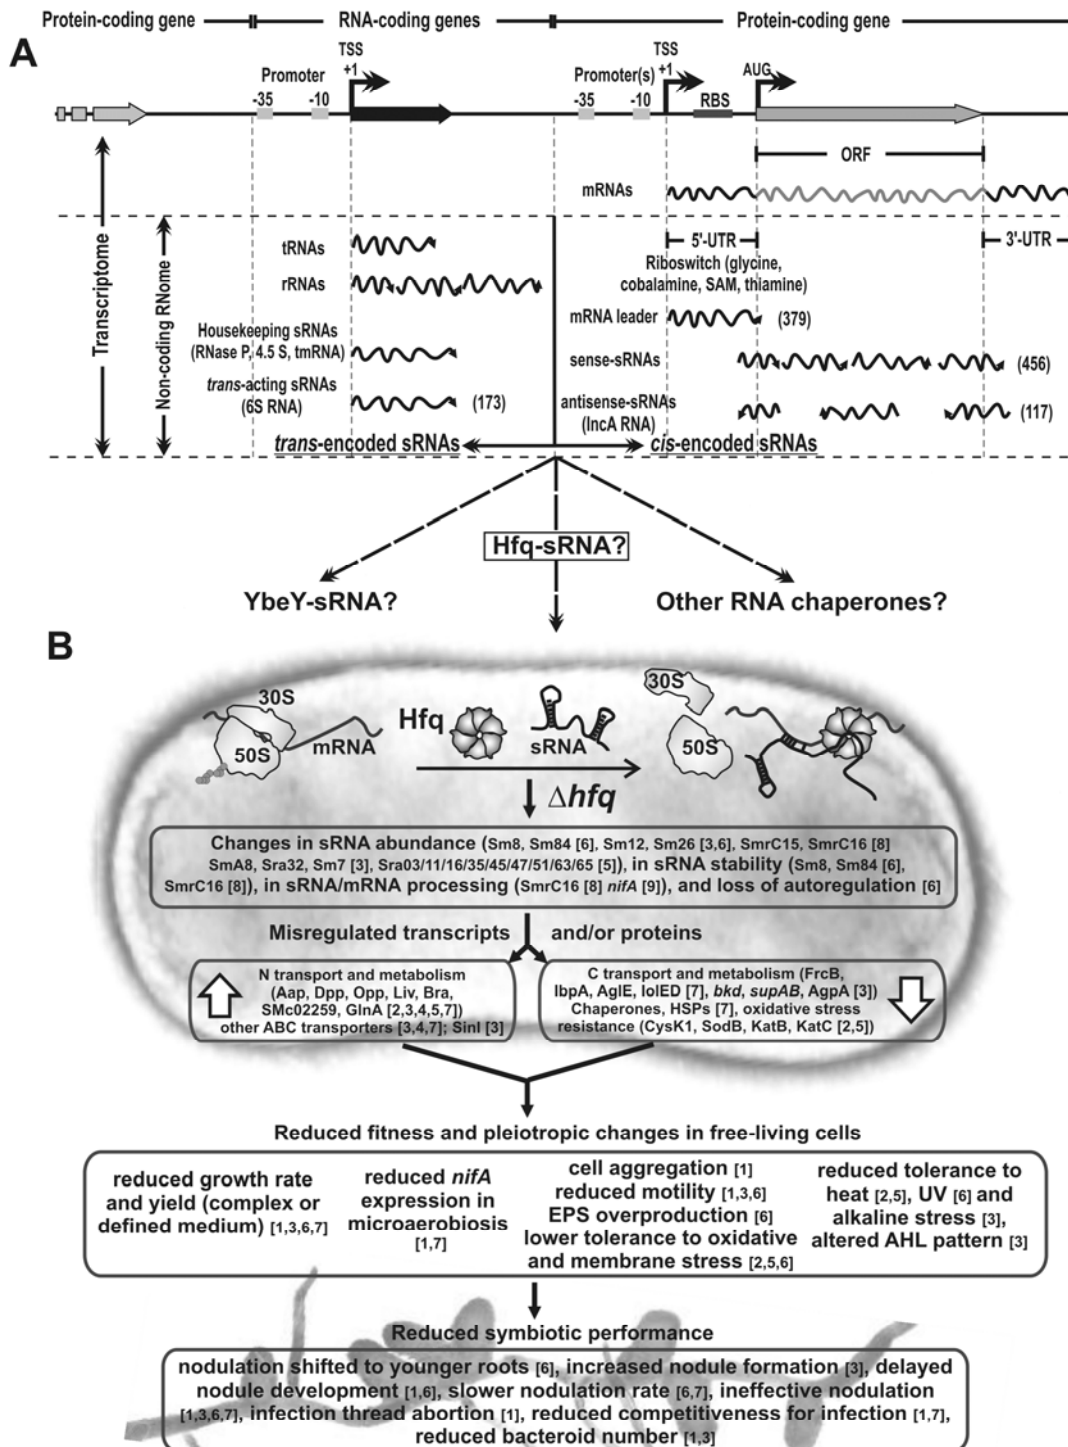 Protein-coding gene RNA-coding genes Protein-coding gene
A
TSS
+1
Promoter
-35 -10
TSS
+1
Promoter(s)
-35 -10
RBS
AUG
ORF
mRNAs
Transcriptome
Non-coding RNome
tRNAs
rRNAs
Housekeeping sRNAs
(RNase P, 4.5 S, tmRNA)
trans-acting sRNAs
(6S RNA)
(173)
trans-encoded sRNAs
5'-UTR
3'-UTR
Riboswitch (glycine,
cobalamine, SAM, thiamine)
mRNA leader
(379)
sense-sRNAs
(456)
antisense-sRNAs
(IncA RNA)
(117)
cis-encoded sRNAs
Hfq-sRNA?
YbeY-sRNA?
Other RNA chaperones?
B
30S
50S
mRNA
Hfq
sRNA
30S
50S
Δhfq
Changes in sRNA abundance (Sm8, Sm84 [6], Sm12, Sm26 [3,6], SmrC15, SmrC16 [8]
SmA8, Sra32, Sm7 [3], Sra03/11/16/35/45/47/51/63/65 [5]), in sRNA stability (Sm8, Sm84 [6],
SmrC16 [8]), in sRNA/mRNA processing (SmrC16 [8] nifA [9]), and loss of autoregulation [6]
Misregulated transcripts and/or proteins
N transport and metabolism
(Aap, Dpp, Opp, Liv, Bra,
SMc02259, GlnA [2,3,4,5,7])
other ABC transporters [3,4,7]; SinI [3]
C transport and metabolism (FrcB,
IbpA, AglE, IolED [7], bkd, supAB, AgpA [3])
Chaperones, HSPs [7], oxidative stress
resistance (CysK1, SodB, KatB, KatC [2,5])
Reduced fitness and pleiotropic changes in free-living cells
reduced growth rate
and yield (complex or
defined medium) [1,3,6,7]
reduced nifA
expression in
microaerobiosis
[1,7]
cell aggregation [1]
reduced motility [1,3,6]
EPS overproduction [6]
lower tolerance to oxidative
and membrane stress [2,5,6]
reduced tolerance to
heat [2,5], UV [6] and
alkaline stress [3],
altered AHL pattern [3]
Reduced symbiotic performance
nodulation shifted to younger roots [6], increased nodule formation [3], delayed
nodule development [1,6], slower nodulation rate [6,7], ineffective nodulation
[1,3,6,7], infection thread abortion [1], reduced competitiveness for infection [1,7],
reduced bacteroid number [1,3]